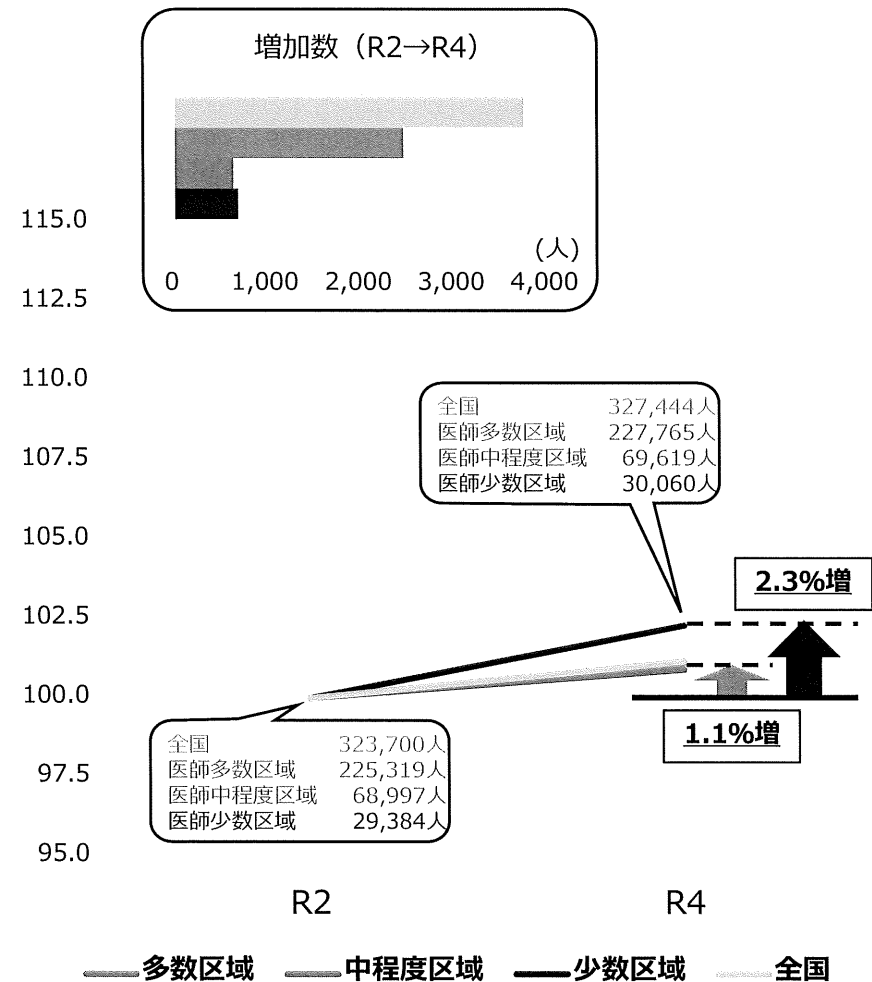 増加数（R2→R4）
(人)
0 1,000 2,000 3,000 4,000
115.0
112.5
110.0
107.5
105.0
102.5
100.0
97.5
95.0
全国 327,444人
医師多数区域 227,765人
医師中程度区域 69,619人
医師少数区域 30,060人
2.3%増
1.1%増
全国 323,700人
医師多数区域 225,319人
医師中程度区域 68,997人
医師少数区域 29,384人
R2 R4
多数区域 中程度区域 少数区域 全国